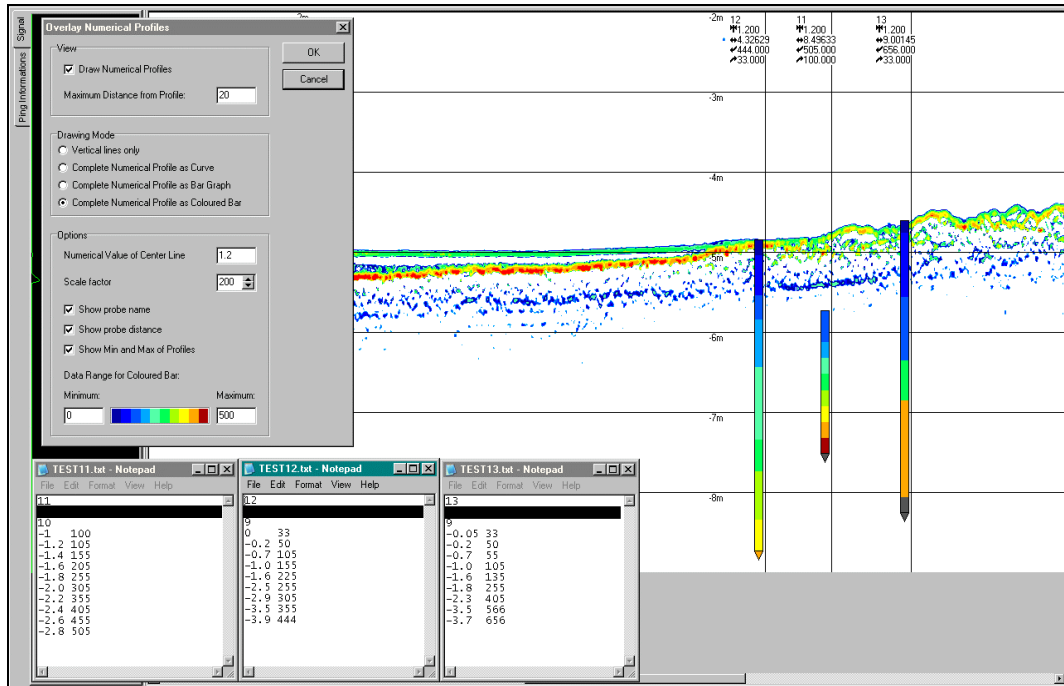 Signal
Ping Informations
Overlay Numerical Profiles
View
Draw Numerical Profiles
Maximum Distance from Profile:
20
OK
Cancel
Drawing Mode
Vertical lines only
Complete Numerical Profile as Curve
Complete Numerical Profile as Bar Graph
Complete Numerical Profile as Coloured Bar
Options
Numerical Value of Center Line
1.2
Scale factor
200
Show probe name
Show probe distance
Show Min and Max of Profiles
Data Range for Coloured Bar:
Minimum:
Maximum:
0
500
-2m
12
1.200
4.32629
444.000
33.000
11
1.200
8.49633
505.000
100.000
13
1.200
9.00145
656.000
33.000
-3m
-4m
-5m
-6m
-7m
-8m
TEST11.txt - Notepad
File Edit Format View Help
11
10
-1 100
-1.2 105
-1.4 155
-1.6 205
-1.8 255
-2.0 305
-2.2 355
-2.4 405
-2.6 455
-2.8 505
TEST12.txt - Notepad
File Edit Format View Help
12
9
0 33
-0.2 50
-0.7 105
-1.0 155
-1.6 225
-2.5 255
-2.9 305
-3.5 355
-3.9 444
TEST13.txt - Notepad
File Edit Format View Help
13
9
-0.05 33
-0.2 50
-0.7 55
-1.0 105
-1.6 135
-1.8 255
-2.3 405
-3.5 566
-3.7 656